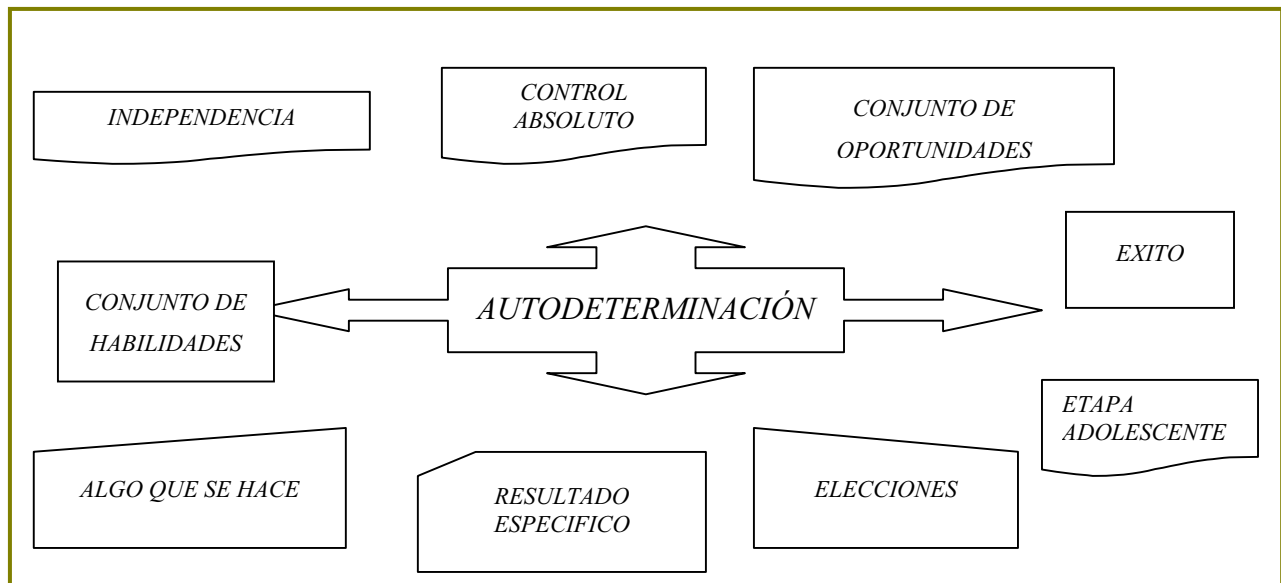 INDEPENDENCIA
CONTROL
ABSOLUTO
CONJUNTO DE
OPORTUNIDADES
EXITO
CONJUNTO DE
HABILIDADES
AUTODETERMINACIÓN
ETAPA
ADOLESCENTE
ALGO QUE SE HACE
RESULTADO
ESPECIFICO
ELECCIONES